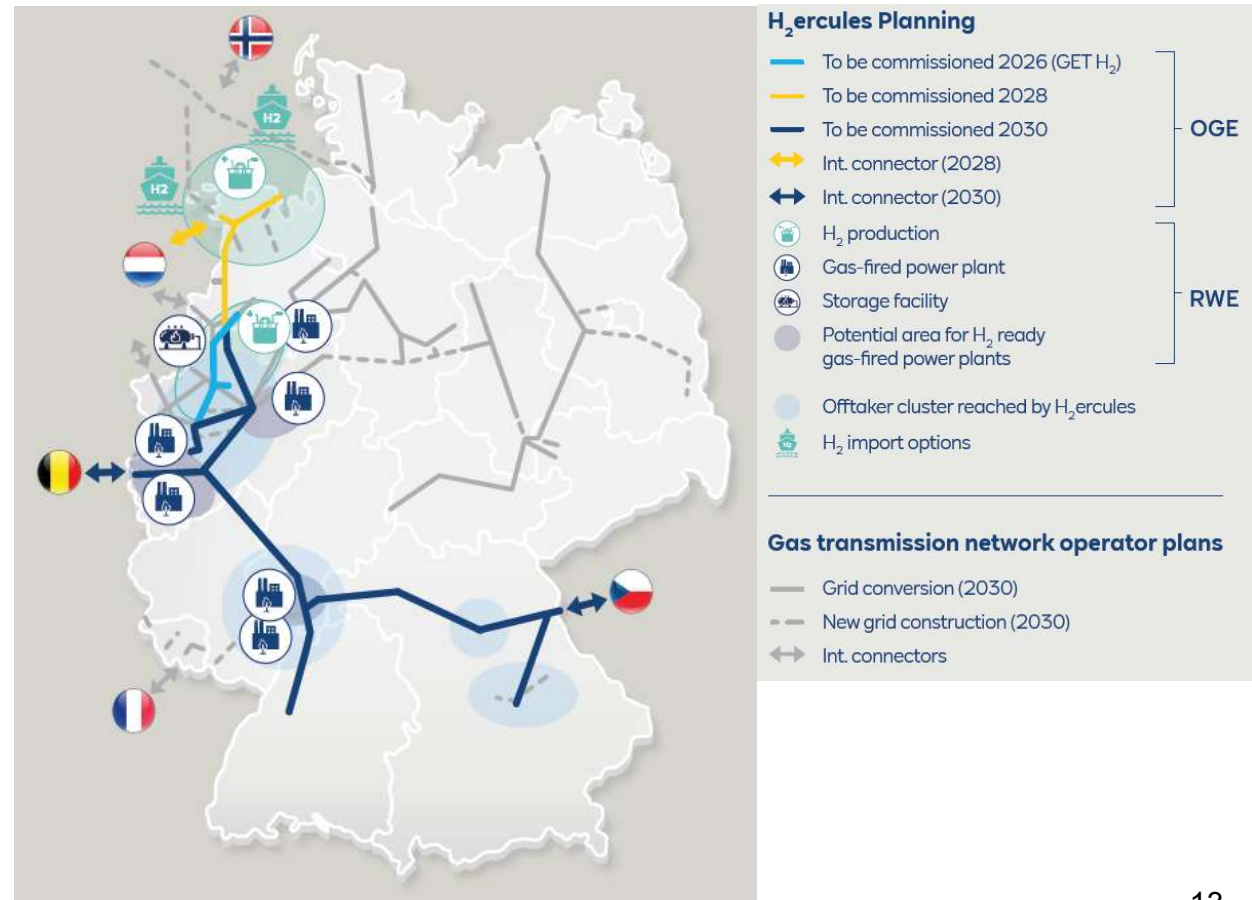 H2
H2
H₂ercules Planning
To be commissioned 2026 (GET H₂)
To be commissioned 2028
To be commissioned 2030
Int. connector (2028)
Int. connector (2030)
OGE
H₂ production
Gas-fired power plant
Storage facility
Potential area for H₂ ready
gas-fired power plants
RWE
Offtaker cluster reached by H₂ercules
H₂ import options
Gas transmission network operator plans
Grid conversion (2030)
New grid construction (2030)
Int. connectors